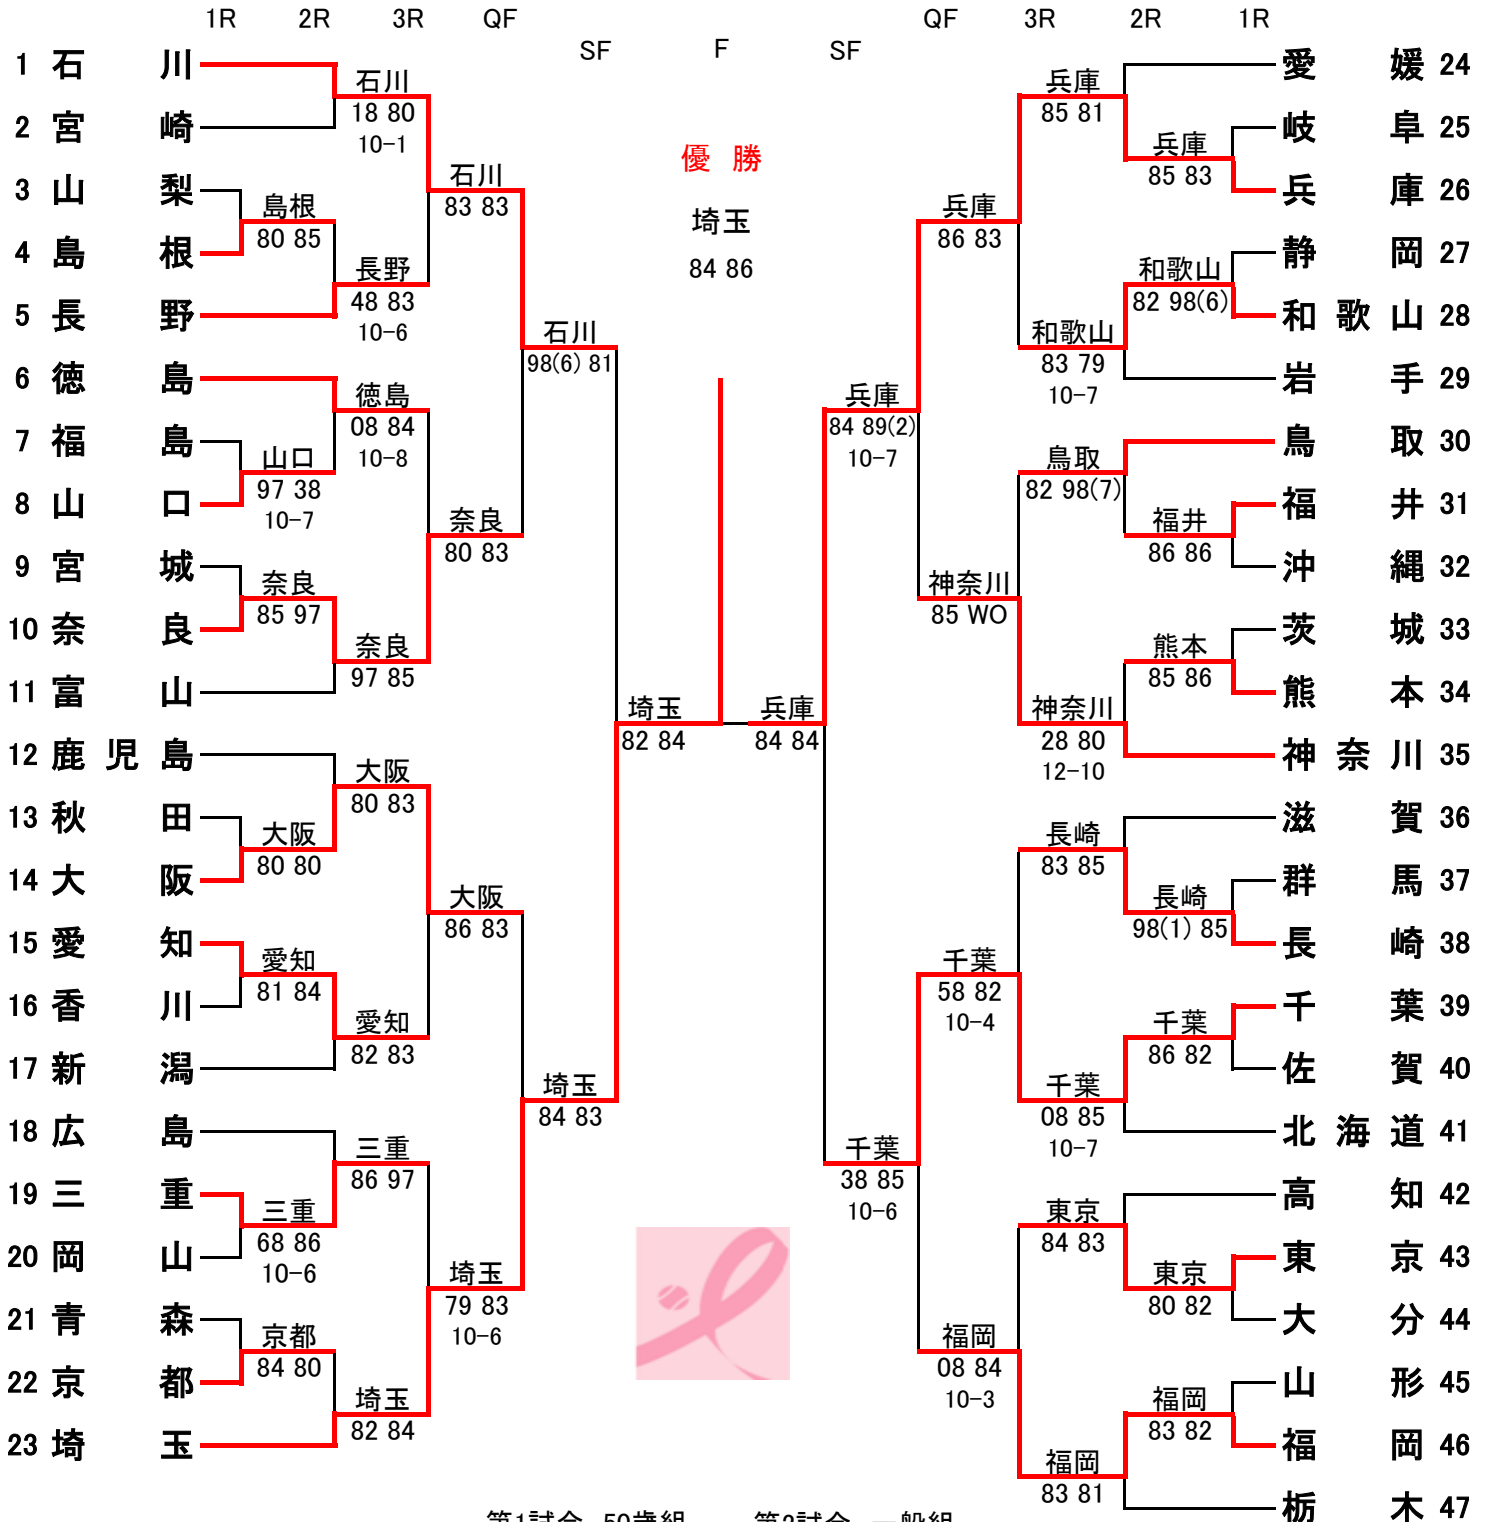 1R 2R 3R QF SF F SF QF 3R 2R 1R
1 石川
2 宮崎
3 山梨
4 島根
5 長野
6 徳島
7 福島
8 山口
9 宮城
10 奈良
11 富山
12 鹿児島
13 秋田
14 大阪
15 愛知
16 香川
17 新潟
18 広島
19 三重
20 岡山
21 青森
22 京都
23 埼玉
島根
80 85
山口
97 38
10-7
奈良
85 97
大阪
80 80
愛知
81 84
三重
68 86
10-6
京都
84 80
石川
18 80
10-1
長野
48 83
10-6
徳島
08 84
10-8
奈良
97 85
大阪
80 83
愛知
82 83
三重
86 97
埼玉
82 84
石川
83 83
奈良
80 83
大阪
86 83
埼玉
79 83
10-6
石川
98(6) 81
埼玉
84 83
埼玉
82 84
優 勝
埼玉
84 86
兵庫
84 84
兵庫
84 89(2)
10-7
千葉
38 85
10-6
兵庫
86 83
神奈川
85 WO
千葉
58 82
10-4
福岡
08 84
10-3
兵庫
85 81
和歌山
83 79
10-7
鳥取
82 98(7)
神奈川
28 80
12-10
長崎
83 85
千葉
08 85
10-7
東京
84 83
福岡
83 81
兵庫
85 83
和歌山
82 98(6)
福井
86 86
熊本
85 86
長崎
98(1) 85
千葉
86 82
東京
80 82
福岡
83 82
愛媛 24
岐阜 25
兵庫 26
静岡 27
和歌山 28
岩手 29
鳥取 30
福井 31
沖縄 32
茨城 33
熊本 34
神奈川 35
滋賀 36
群馬 37
長崎 38
千葉 39
佐賀 40
北海道 41
高知 42
東京 43
大分 44
山形 45
福岡 46
栃木 47
第1試合 50歳組 第2試合 一般組